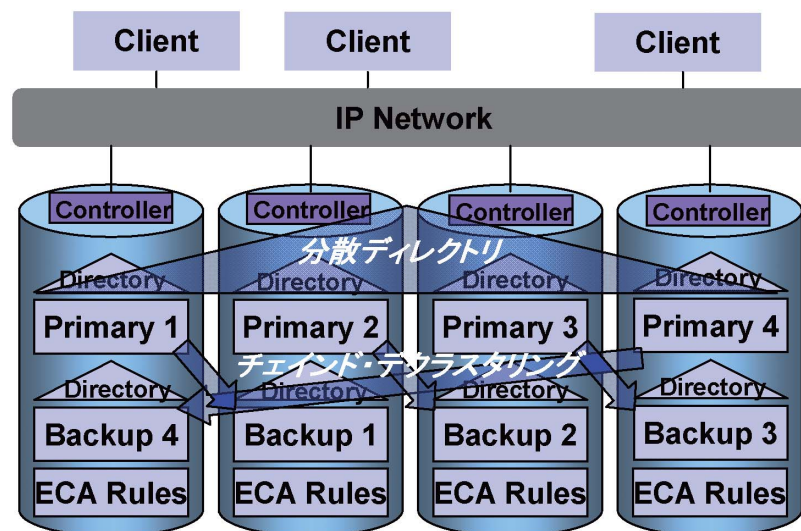 Client
Client
Client
IP Network
Controller
Controller
Controller
Controller
分散ディレクトリ
Directory
Directory
Directory
Directory
Primary 1
Primary 2
Primary 3
Primary 4
チェインド・デクラスタリング
Directory
Directory
Directory
Directory
Backup 4
Backup 1
Backup 2
Backup 3
ECA Rules
ECA Rules
ECA Rules
ECA Rules